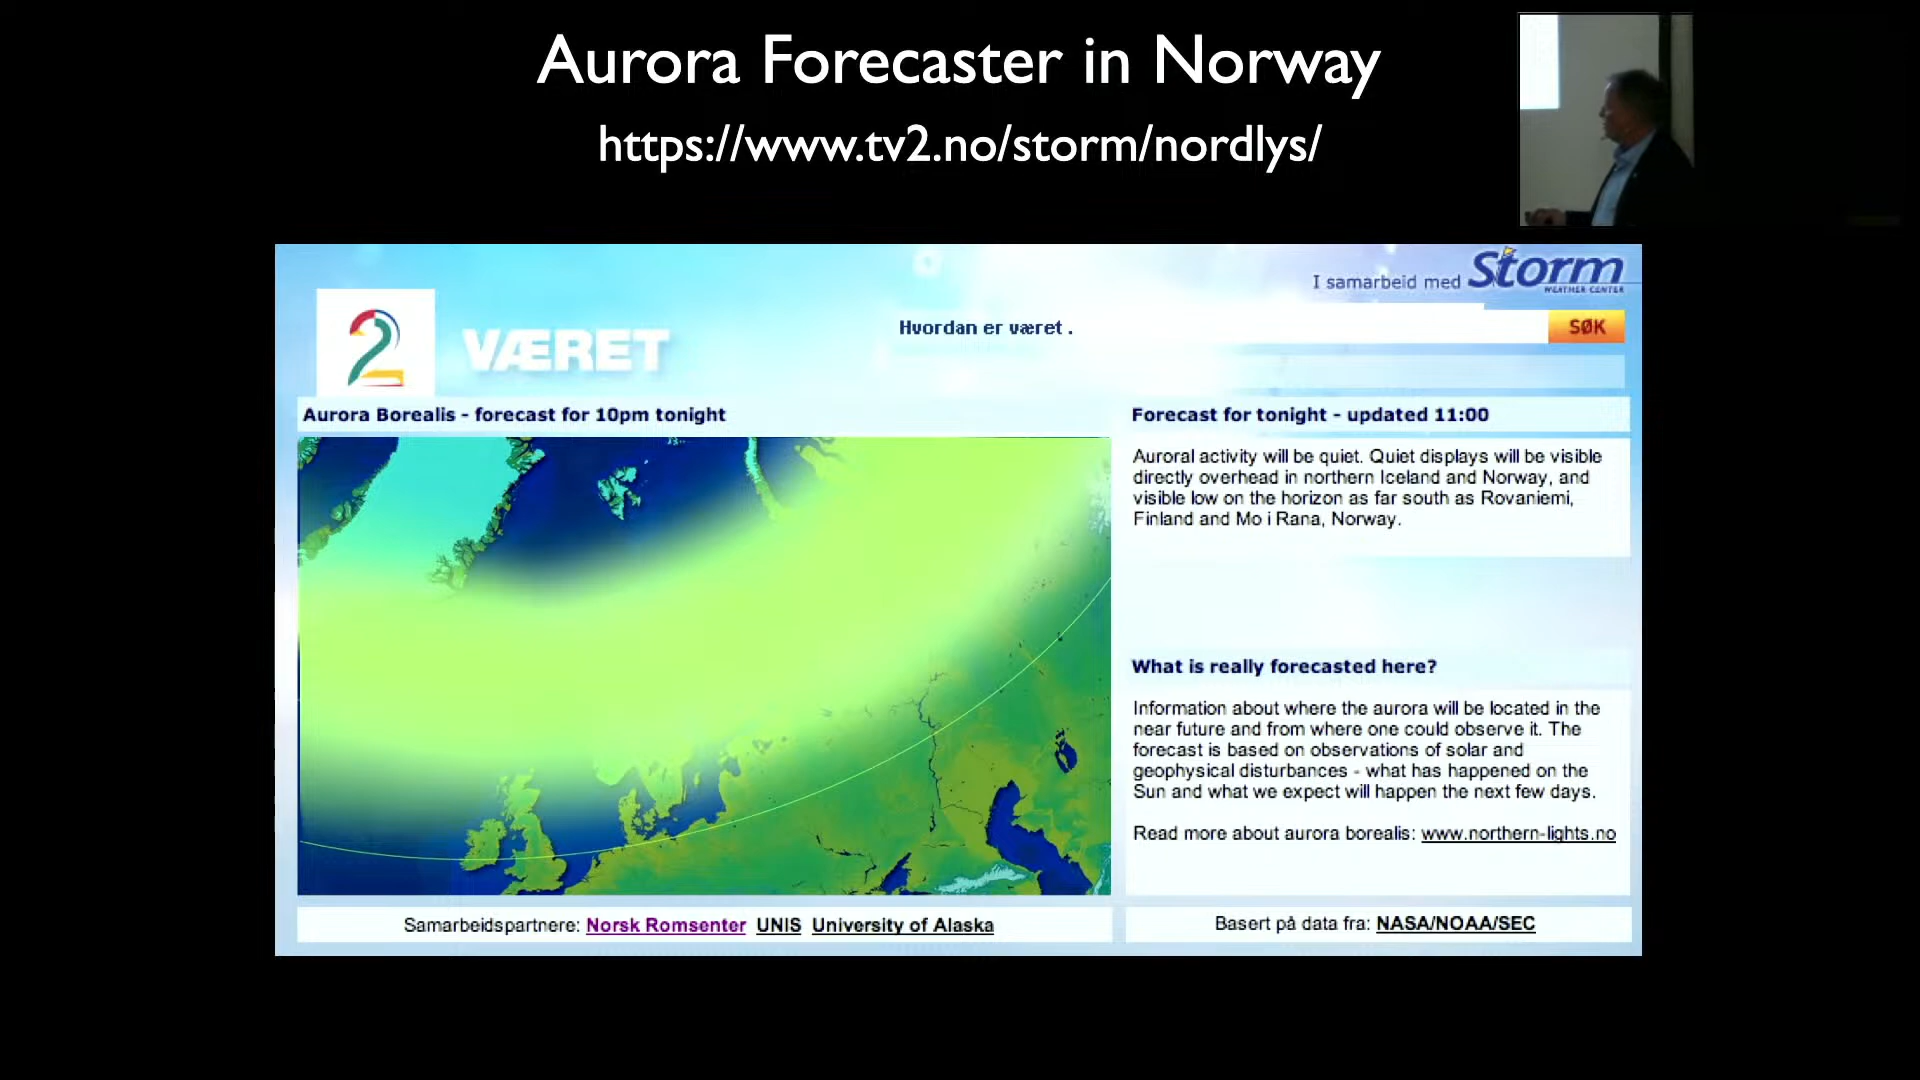 Aurora Forecaster in Norway
https://www.tv2.no/storm/nordlys/
I samarbeid med Storm
WEATHER CENTER
2 VÆRET
Hvordan er været .
SØK
Aurora Borealis - forecast for 10pm tonight
Forecast for tonight - updated 11:00
Auroral activity will be quiet. Quiet displays will be visible
directly overhead in northern Iceland and Norway, and
visible low on the horizon as far south as Rovaniemi,
Finland and Mo i Rana, Norway.
What is really forecasted here?
Information about where the aurora will be located in the
near future and from where one could observe it. The
forecast is based on observations of solar and
geophysical disturbances - what has happened on the
Sun and what we expect will happen the next few days.
Read more about aurora borealis: www.northern-lights.no
Samarbeidspartnere: Norsk Romsenter UNIS University of Alaska
Basert på data fra: NASA/NOAA/SEC